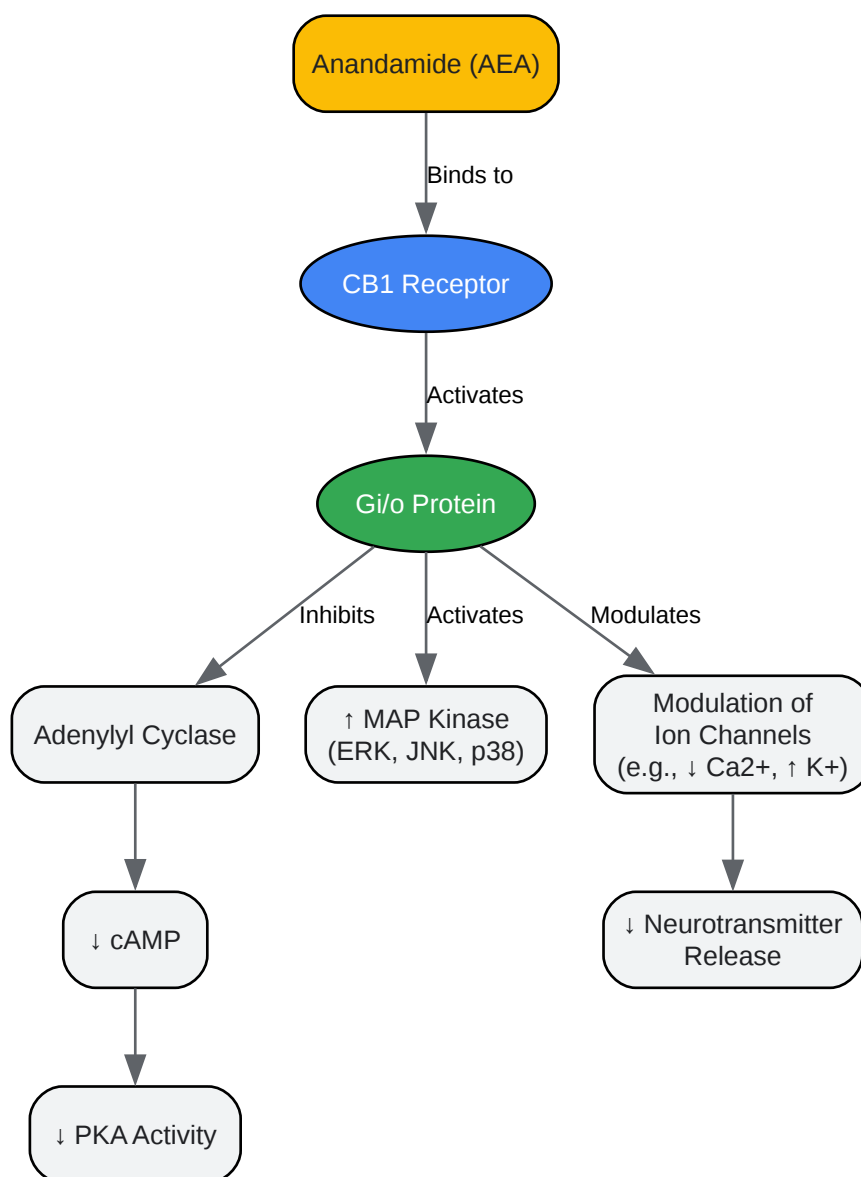 Anandamide (AEA)
Binds to
CB1 Receptor
Activates
Gi/o Protein
Inhibits
Activates
Modulates
Adenylyl Cyclase
↑ MAP Kinase
(ERK, JNK, p38)
Modulation of
Ion Channels
(e.g., ↓ Ca2+, ↑ K+)
↓ cAMP
↓ Neurotransmitter
Release
↓ PKA Activity